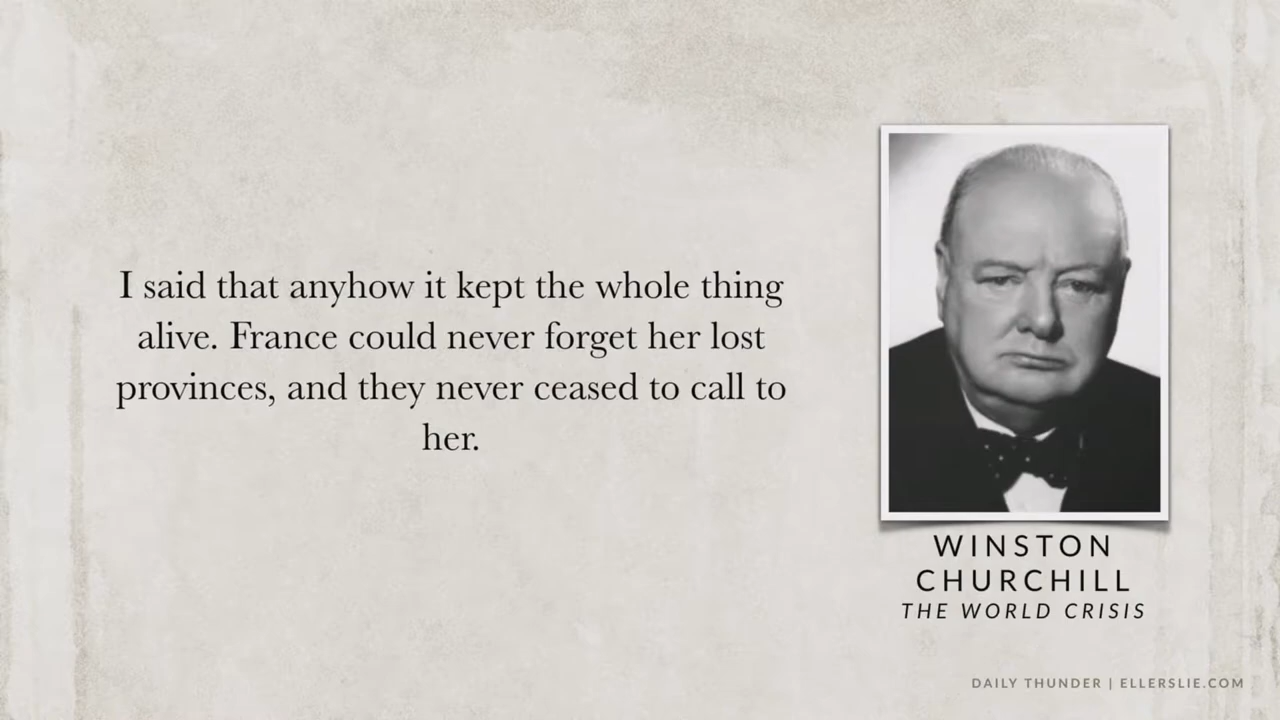 I said that anyhow it kept the whole thing
alive. France could never forget her lost
provinces, and they never ceased to call to
her.
WINSTON
CHURCHILL
THE WORLD CRISIS
DAILY THUNDER | ELLERSLIE.COM